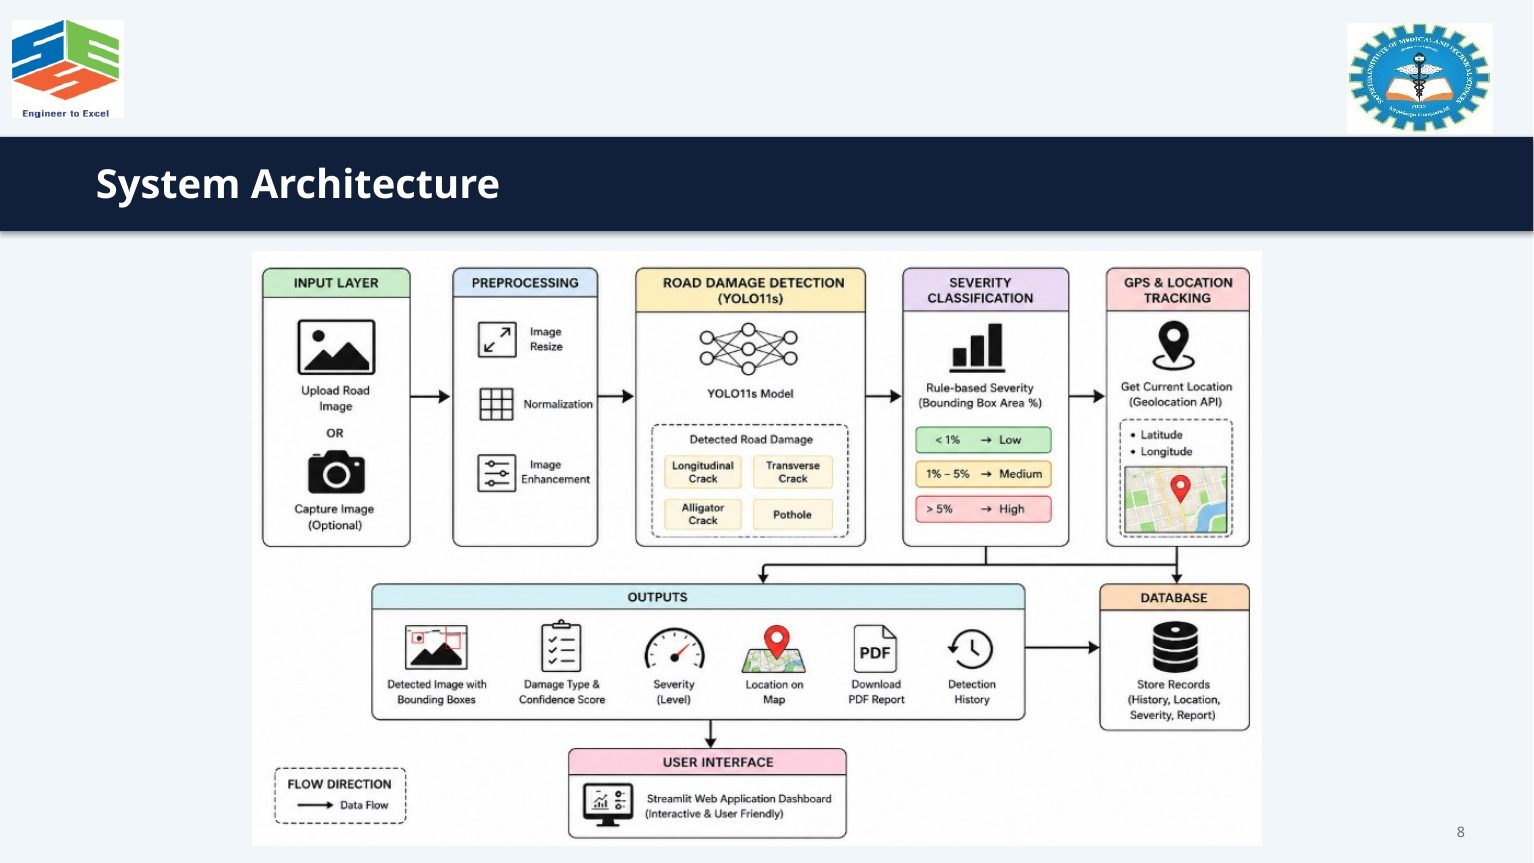 Engineer to Excel
System Architecture
INPUT LAYER
Upload Road
Image
OR
Capture Image
(Optional)
PREPROCESSING
Image
Resize
Normalization
Image
Enhancement
ROAD DAMAGE DETECTION
(YOLO11s)
YOLO11s Model
Detected Road Damage
Longitudinal
Crack
Transverse
Crack
Alligator
Crack
Pothole
SEVERITY
CLASSIFICATION
Rule-based Severity
(Bounding Box Area %)
< 1% → Low
1% – 5% → Medium
> 5% → High
GPS & LOCATION
TRACKING
Get Current Location
(Geolocation API)
• Latitude
• Longitude
OUTPUTS
Detected Image with
Bounding Boxes
Damage Type &
Confidence Score
Severity
(Level)
Location on
Map
PDF
Download
PDF Report
Detection
History
DATABASE
Store Records
(History, Location,
Severity, Report)
USER INTERFACE
Streamlit Web Application Dashboard
(Interactive & User Friendly)
FLOW DIRECTION
Data Flow
8